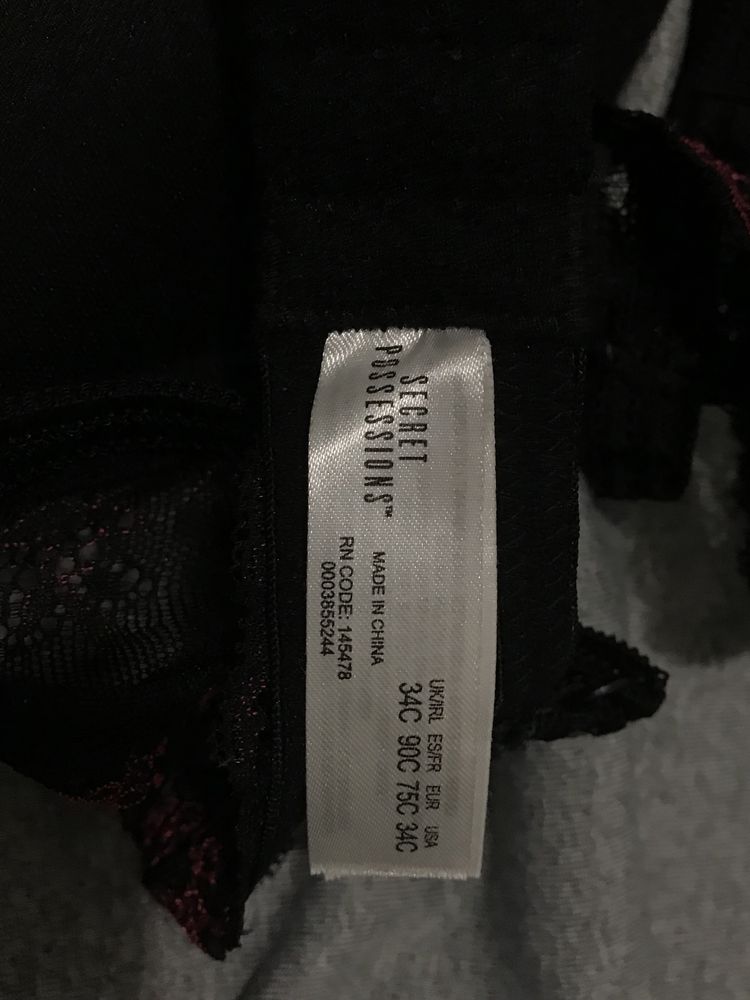 SECRET
POSSESSIONS™
MADE IN CHINA
RN CODE: 145478
0003855244
UK/IRL ES/FR EUR USA
34C 90C 75C 34C